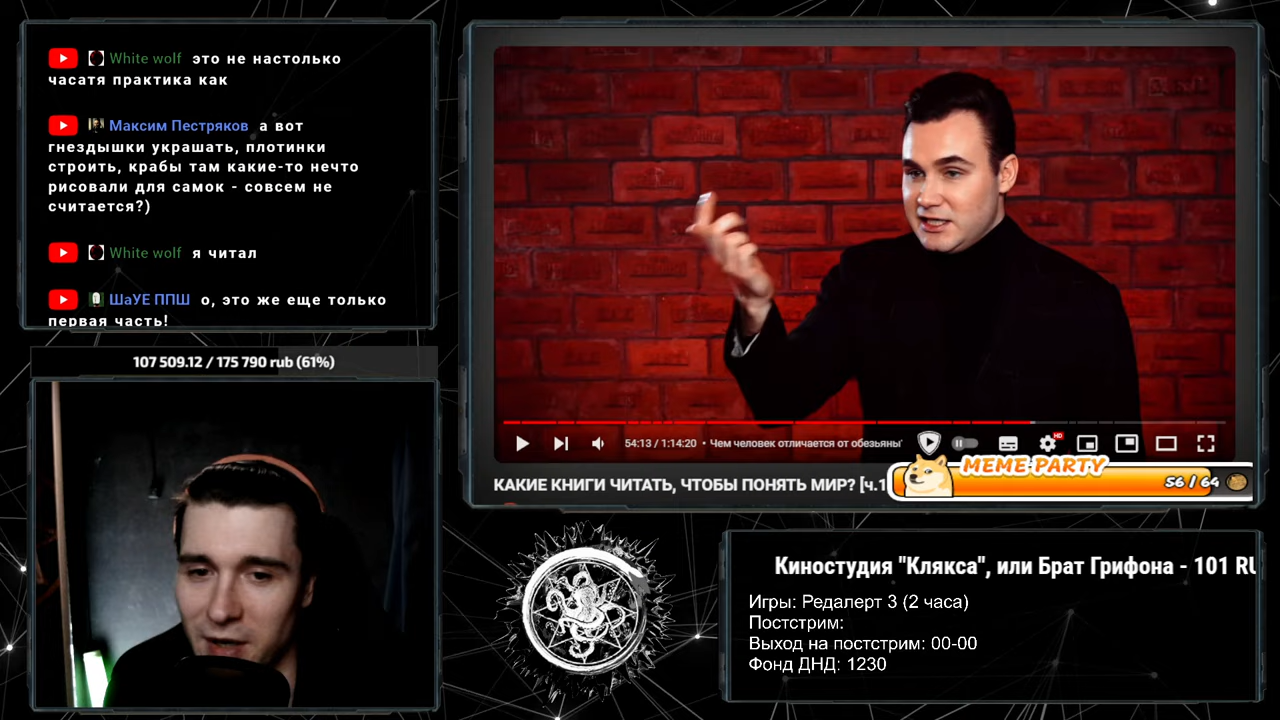 White wolf это не настолько
часатя практика как
Максим Пестряков а вот
гнездышки украшать, плотинки
строить, крабы там какие-то нечто
рисовали для самок - совсем не
считается?)
White wolf я читал
ШаУЕ ППШ о, это же еще только
первая часть!
107 509.12 / 175 790 rub (61%)
54:13 / 1:14:20 • Чем человек отличается от обезьяны
HD
КАКИЕ КНИГИ ЧИТАТЬ, ЧТОБЫ ПОНЯТЬ МИР? [ч.1
MEME PARTY
56 / 64
Киностудия "Клякса", или Брат Грифона - 101 RU
Игры: Редалерт 3 (2 часа)
Постстрим:
Выход на постстрим: 00-00
Фонд ДНД: 1230